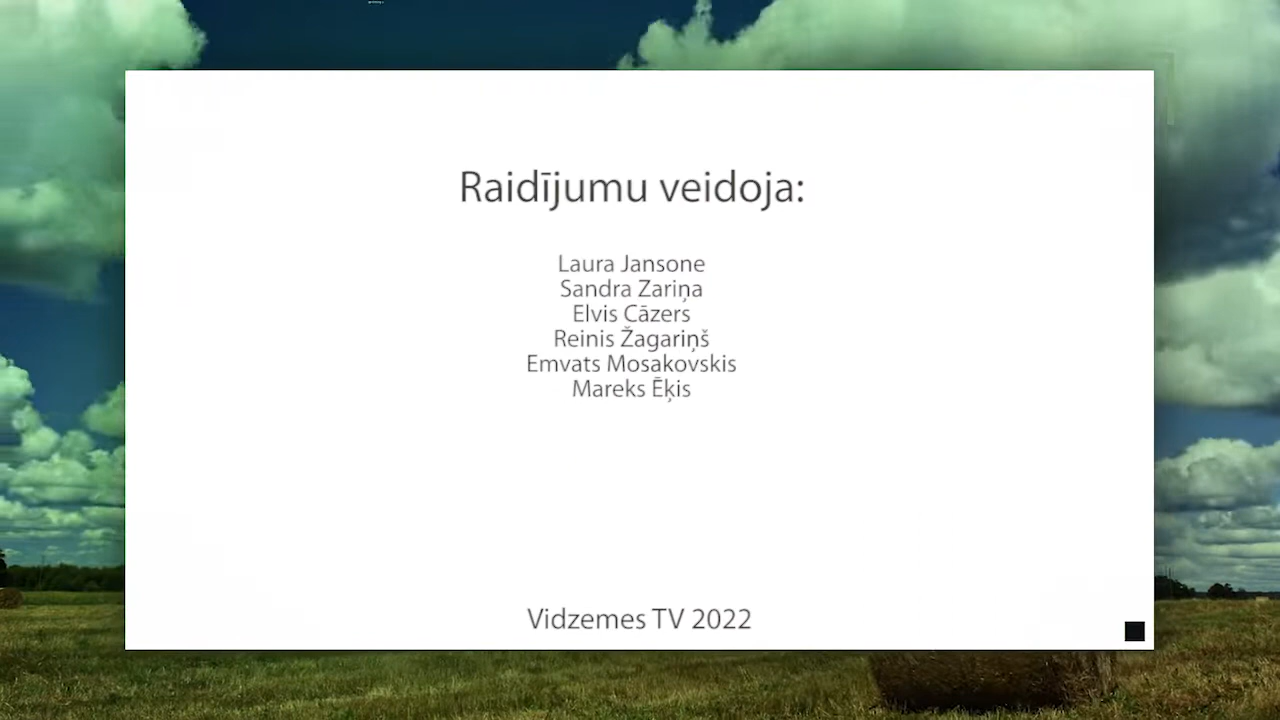 Raidījumu veidoja:
Laura Jansone
Sandra Zariņa
Elvis Cāzers
Reinis Žagariņš
Emvats Mosakovskis
Mareks Ēķis
Vidzemes TV 2022